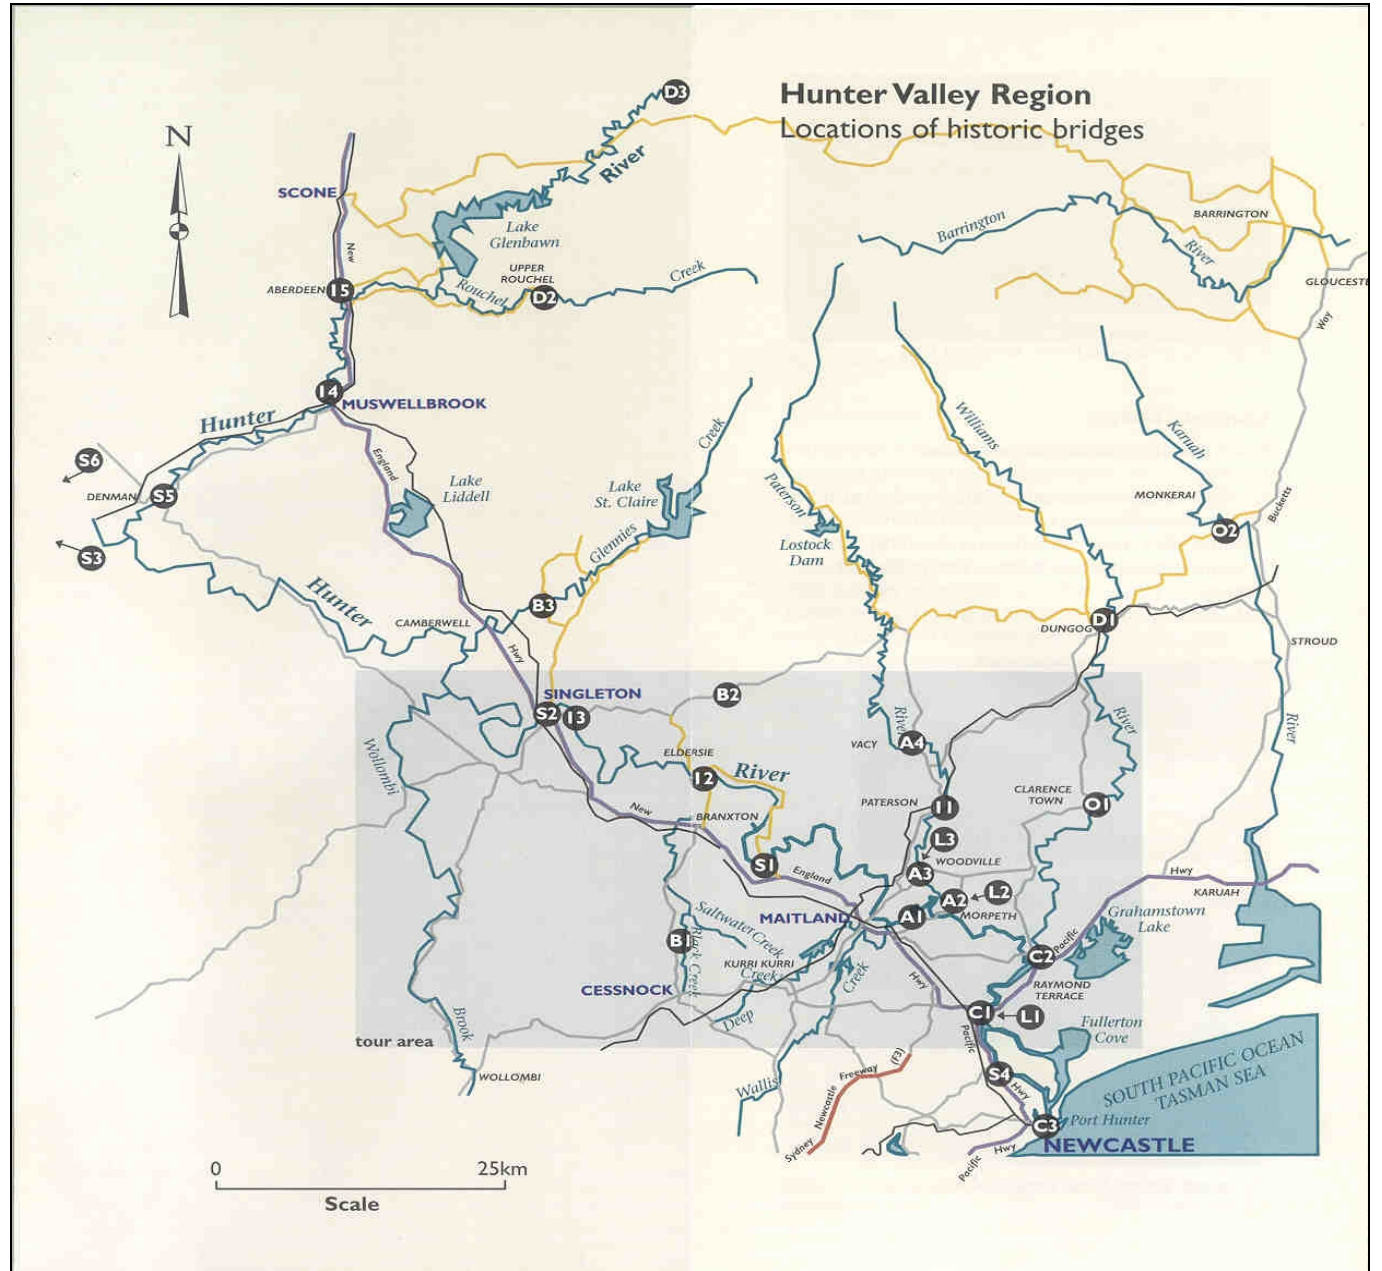 Hunter Valley Region
Locations of historic bridges
N
D3
River
SCONE
New
Lake
Glenbawn
UPPER
ROUCHEL
Creek
Rouchel
D2
ABERDEEN
I5
Barrington
BARRINGTON
River
GLOUCESTE
Way
I4
MUSWELLBROOK
Hunter
England
Creek
Williams
Karuah
S6
DENMAN
S5
S3
Lake
Liddell
Lake
St. Claire
Glennies
Paterson
Lostock
Dam
MONKERAI
O2
Bucketts
Hunter
CAMBERWELL
B3
Hwy
DUNGOG
D1
STROUD
SINGLETON
S2
I3
B2
River
River
River
Wollombi
ELDERSIE
I2
River
VACY
A4
New
BRANXTON
PATERSON
I1
CLARENCE
TOWN
O1
L3
S1
England
WOODVILLE
A3
A2
L2
Hwy
KARUAH
MAITLAND
A1
MORPETH
Grahamstown
Lake
Saltwater Creek
B1
Black Creek
KURRI KURRI
Creek
Creek
C2
Pacific
RAYMOND
TERRACE
CESSNOCK
Hwy
Deep
C1
L1
Brook
tour area
Fullerton
Cove
Pacific
WOLLOMBI
Wallis
Freeway
(F3)
Newcastle
Sydney
S4
Hwy
SOUTH PACIFIC OCEAN
TASMAN SEA
C3
Port Hunter
NEWCASTLE
Hwy
Pacific
0
25km
Scale